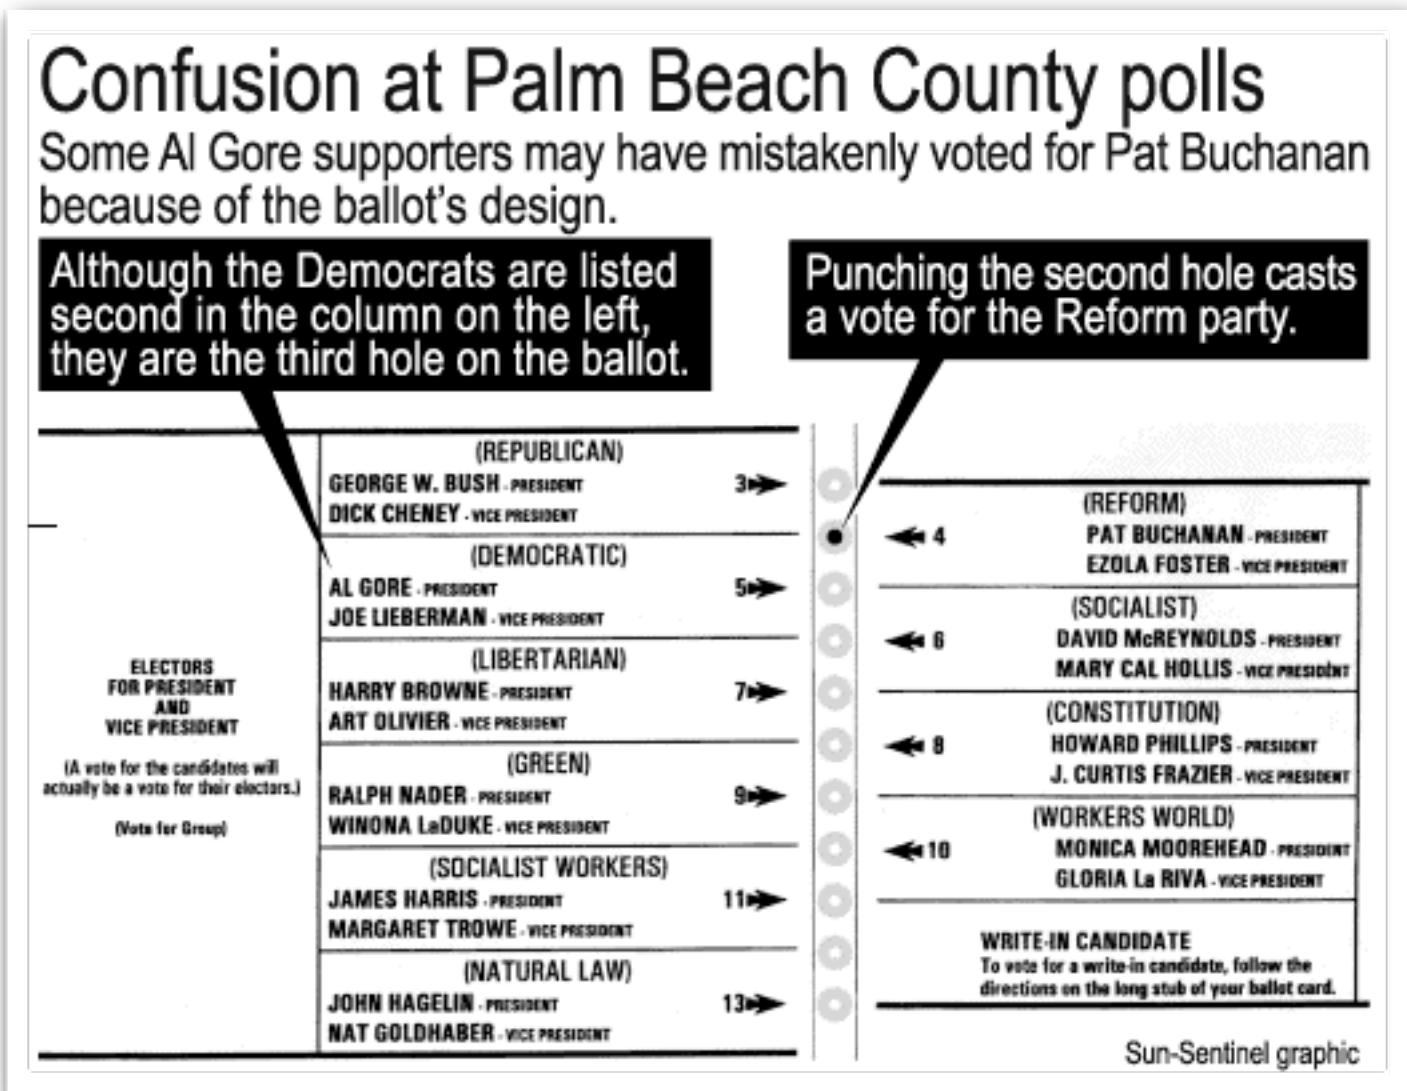 Confusion at Palm Beach County polls
Some Al Gore supporters may have mistakenly voted for Pat Buchanan
because of the ballot's design.
Although the Democrats are listed
second in the column on the left,
they are the third hole on the ballot.
Punching the second hole casts
a vote for the Reform party.
ELECTORS
FOR PRESIDENT
AND
VICE PRESIDENT
(A vote for the candidates will
actually be a vote for their electors.)
(Vote for Group)
(REPUBLICAN)
GEORGE W. BUSH - PRESIDENT 3
DICK CHENEY - VICE PRESIDENT
(DEMOCRATIC)
AL GORE - PRESIDENT 5
JOE LIEBERMAN - VICE PRESIDENT
(LIBERTARIAN)
HARRY BROWNE - PRESIDENT 7
ART OLIVIER - VICE PRESIDENT
(GREEN)
RALPH NADER - PRESIDENT 9
WINONA LaDUKE - VICE PRESIDENT
(SOCIALIST WORKERS)
JAMES HARRIS - PRESIDENT 11
MARGARET TROWE - VICE PRESIDENT
(NATURAL LAW)
JOHN HAGELIN - PRESIDENT 13
NAT GOLDHABER - VICE PRESIDENT
(REFORM)
4 PAT BUCHANAN - PRESIDENT
EZOLA FOSTER - VICE PRESIDENT
(SOCIALIST)
6 DAVID McREYNOLDS - PRESIDENT
MARY CAL HOLLIS - VICE PRESIDENT
(CONSTITUTION)
8 HOWARD PHILLIPS - PRESIDENT
J. CURTIS FRAZIER - VICE PRESIDENT
(WORKERS WORLD)
10 MONICA MOOREHEAD - PRESIDENT
GLORIA La RIVA - VICE PRESIDENT
WRITE-IN CANDIDATE
To vote for a write-in candidate, follow the
directions on the long stub of your ballot card.
Sun-Sentinel graphic